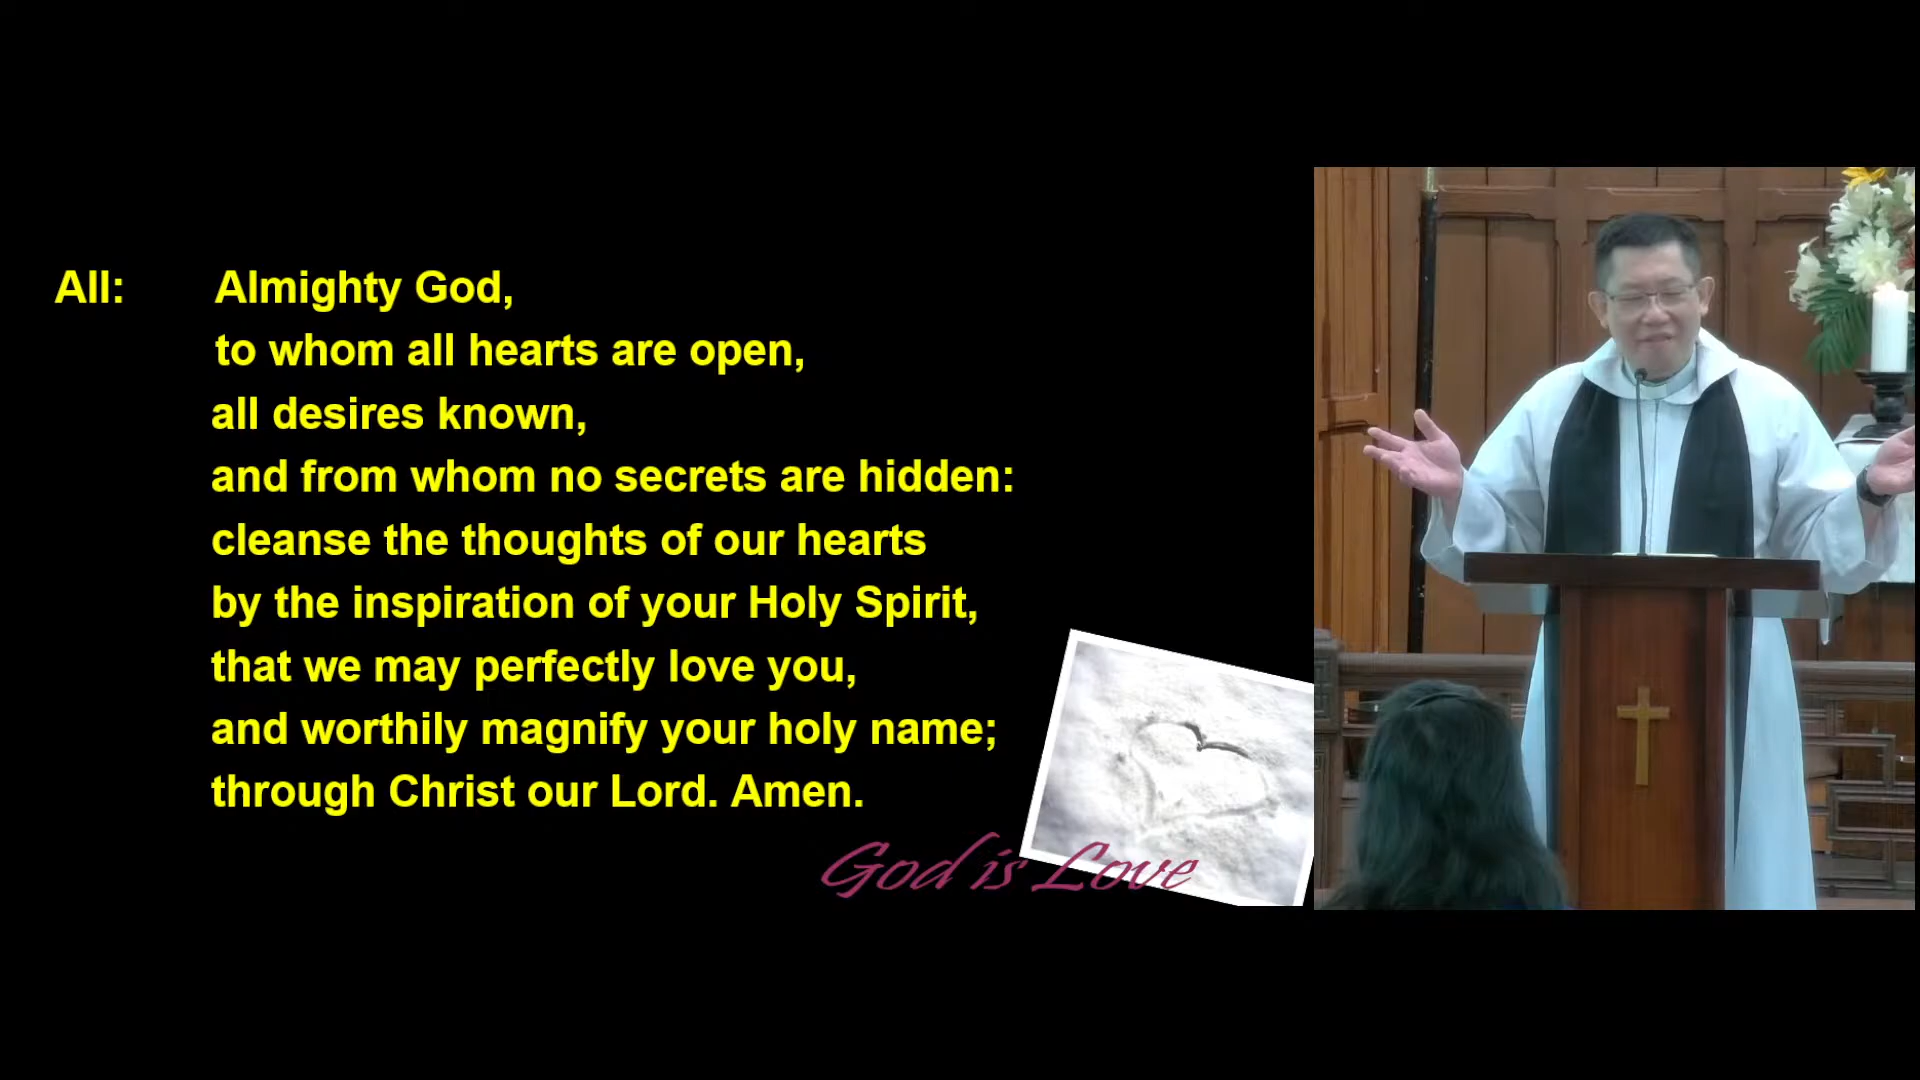 All: Almighty God,
to whom all hearts are open,
all desires known,
and from whom no secrets are hidden:
cleanse the thoughts of our hearts
by the inspiration of your Holy Spirit,
that we may perfectly love you,
and worthily magnify your holy name;
through Christ our Lord. Amen.
God is Love